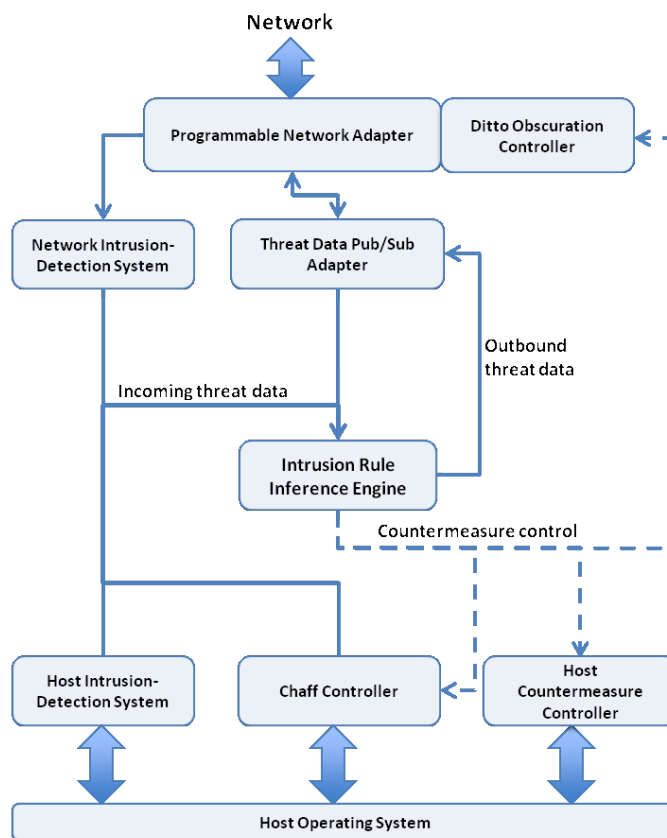 Network
Programmable Network Adapter
Ditto Obscuration
Controller
Network Intrusion-
Detection System
Threat Data Pub/Sub
Adapter
Outbound
threat data
Incoming threat data
Intrusion Rule
Inference Engine
Countermeasure control
Host Intrusion-
Detection System
Chaff Controller
Host
Countermeasure
Controller
Host Operating System